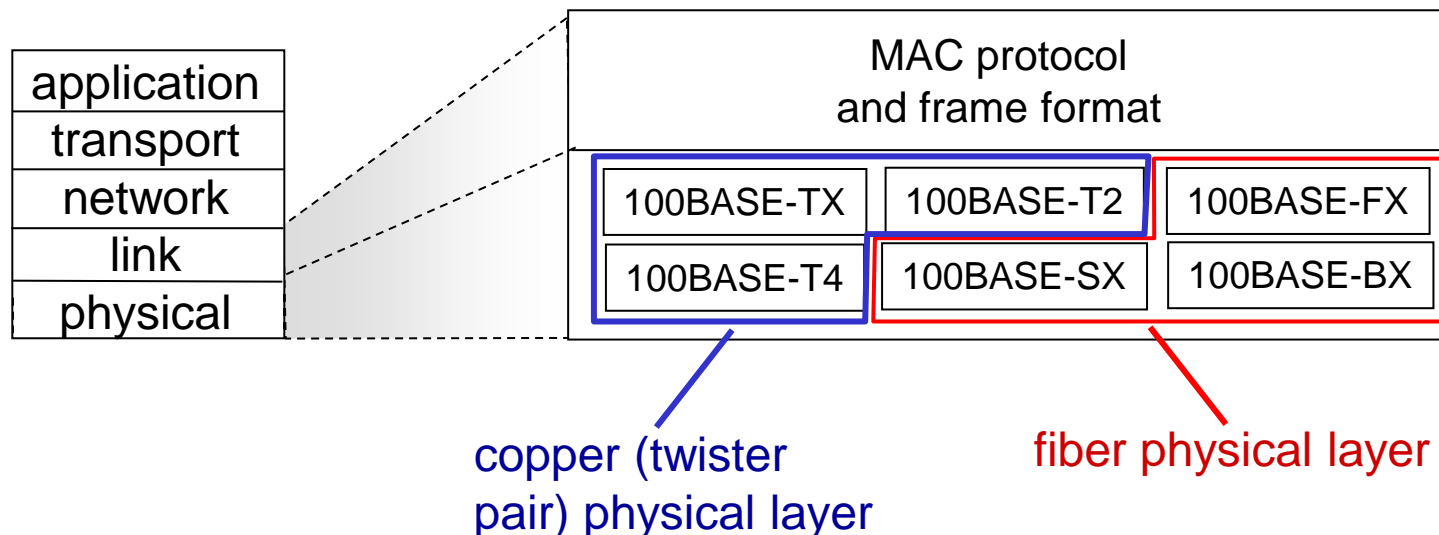 application
transport
network
link
physical
MAC protocol
and frame format
100BASE-TX
100BASE-T2
100BASE-FX
100BASE-T4
100BASE-SX
100BASE-BX
copper (twister
pair) physical layer
fiber physical layer